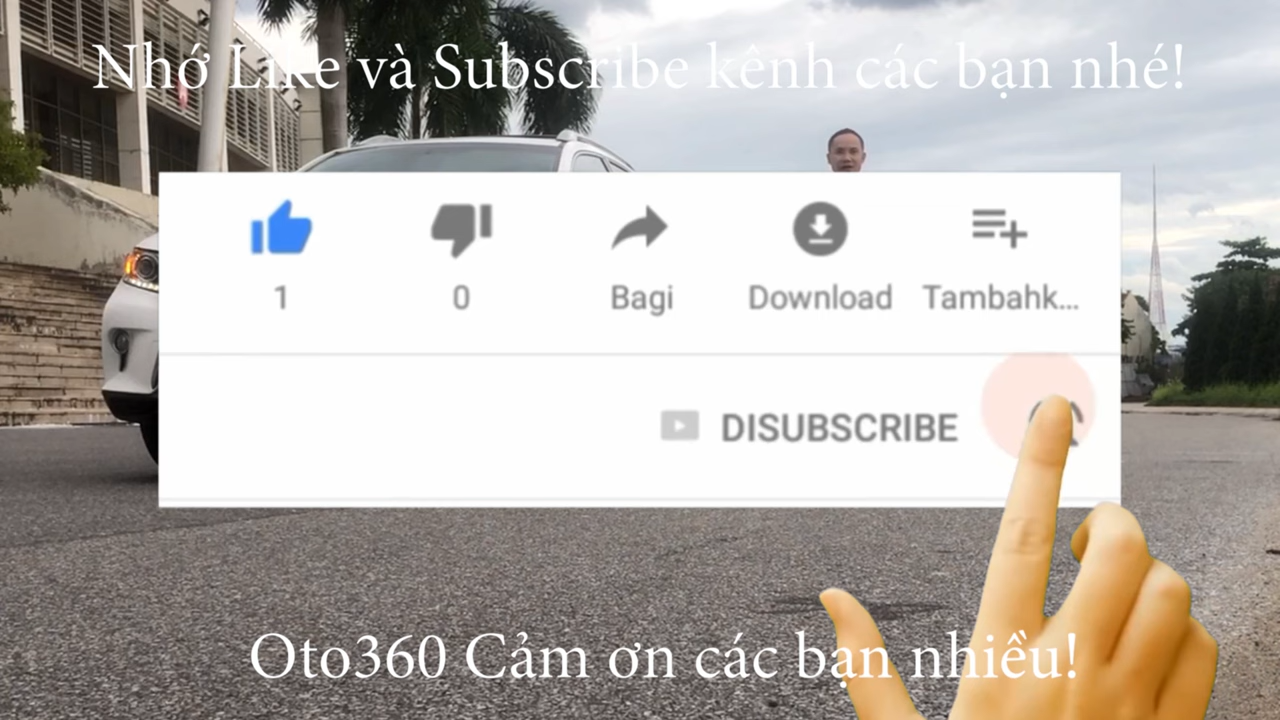 Nhớ Like và Subscribe kênh các bạn nhé!
1 0 Bagi Download Tambahk...
DISUBSCRIBE
Oto360 Cảm ơn các bạn nhiều!